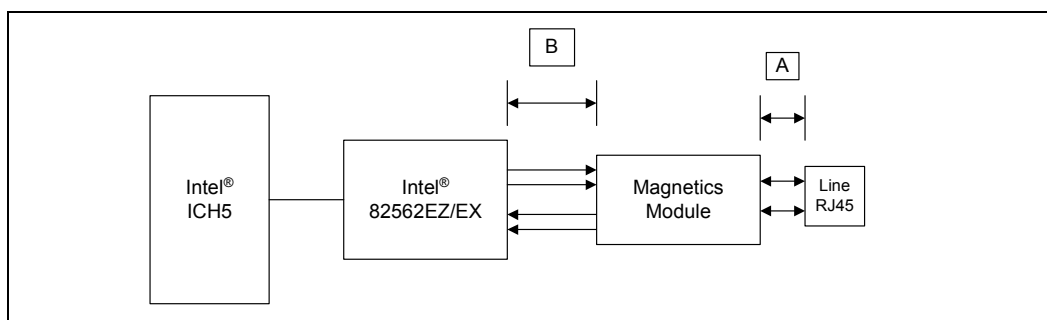 B
A
Intel®
ICH5
Intel®
82562EZ/EX
Magnetics
Module
Line
RJ45